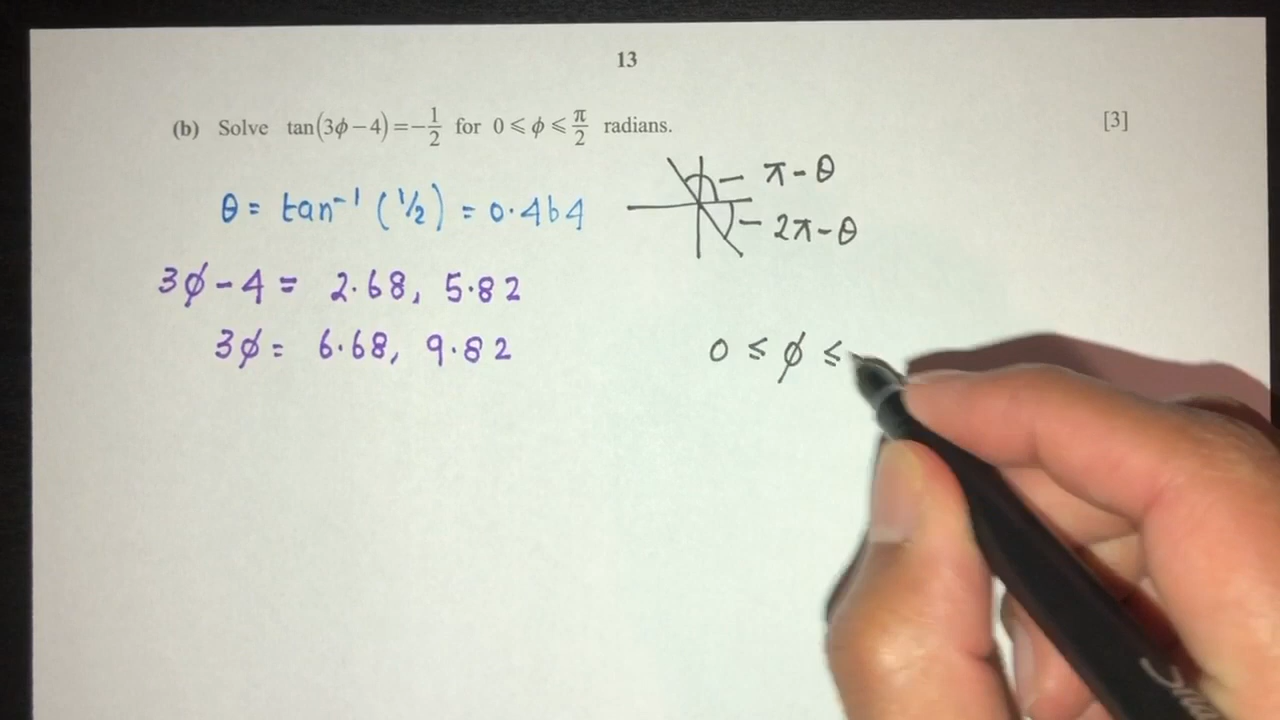 13
(b) Solve tan(3ϕ−4)=−1/2 for 0 ⩽ ϕ ⩽ π/2 radians. [3]
π-θ
θ = tan⁻¹ (1/2) = 0.464
2π-θ
3ϕ-4 = 2.68, 5.82
3ϕ = 6.68, 9.82
0 ≤ ϕ ≤